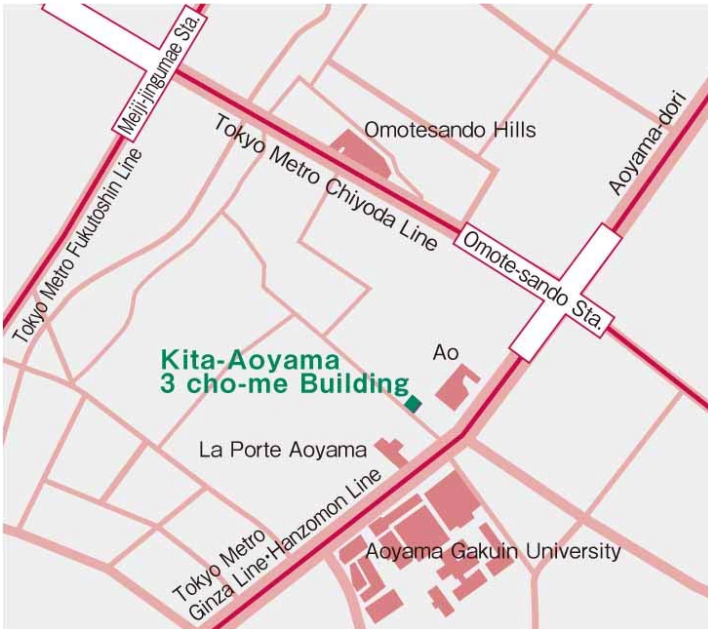 Meiji-jingumae Sta.
Omotesando Hills
Aoyama-dori
Tokyo Metro Chiyoda Line
Tokyo Metro Fukutoshin Line
Omote-sando Sta.
Kita-Aoyama
3 cho-me Building
Ao
La Porte Aoyama
Tokyo Metro
Ginza Line•Hanzomon Line
Aoyama Gakuin University